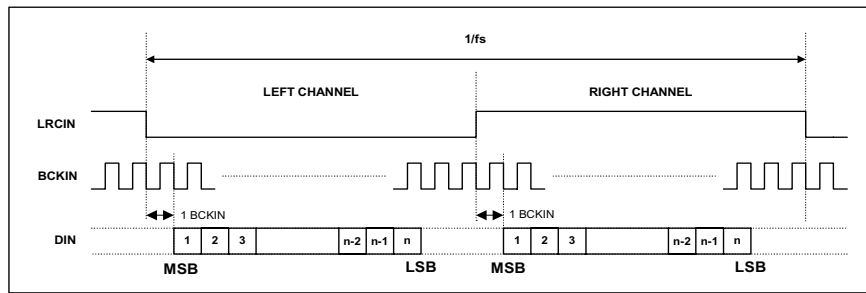 1/fs
LEFT CHANNEL RIGHT CHANNEL
LRCIN
BCKIN
1 BCKIN 1 BCKIN
DIN 1 2 3 n-2 n-1 n 1 2 3 n-2 n-1 n
MSB LSB MSB LSB